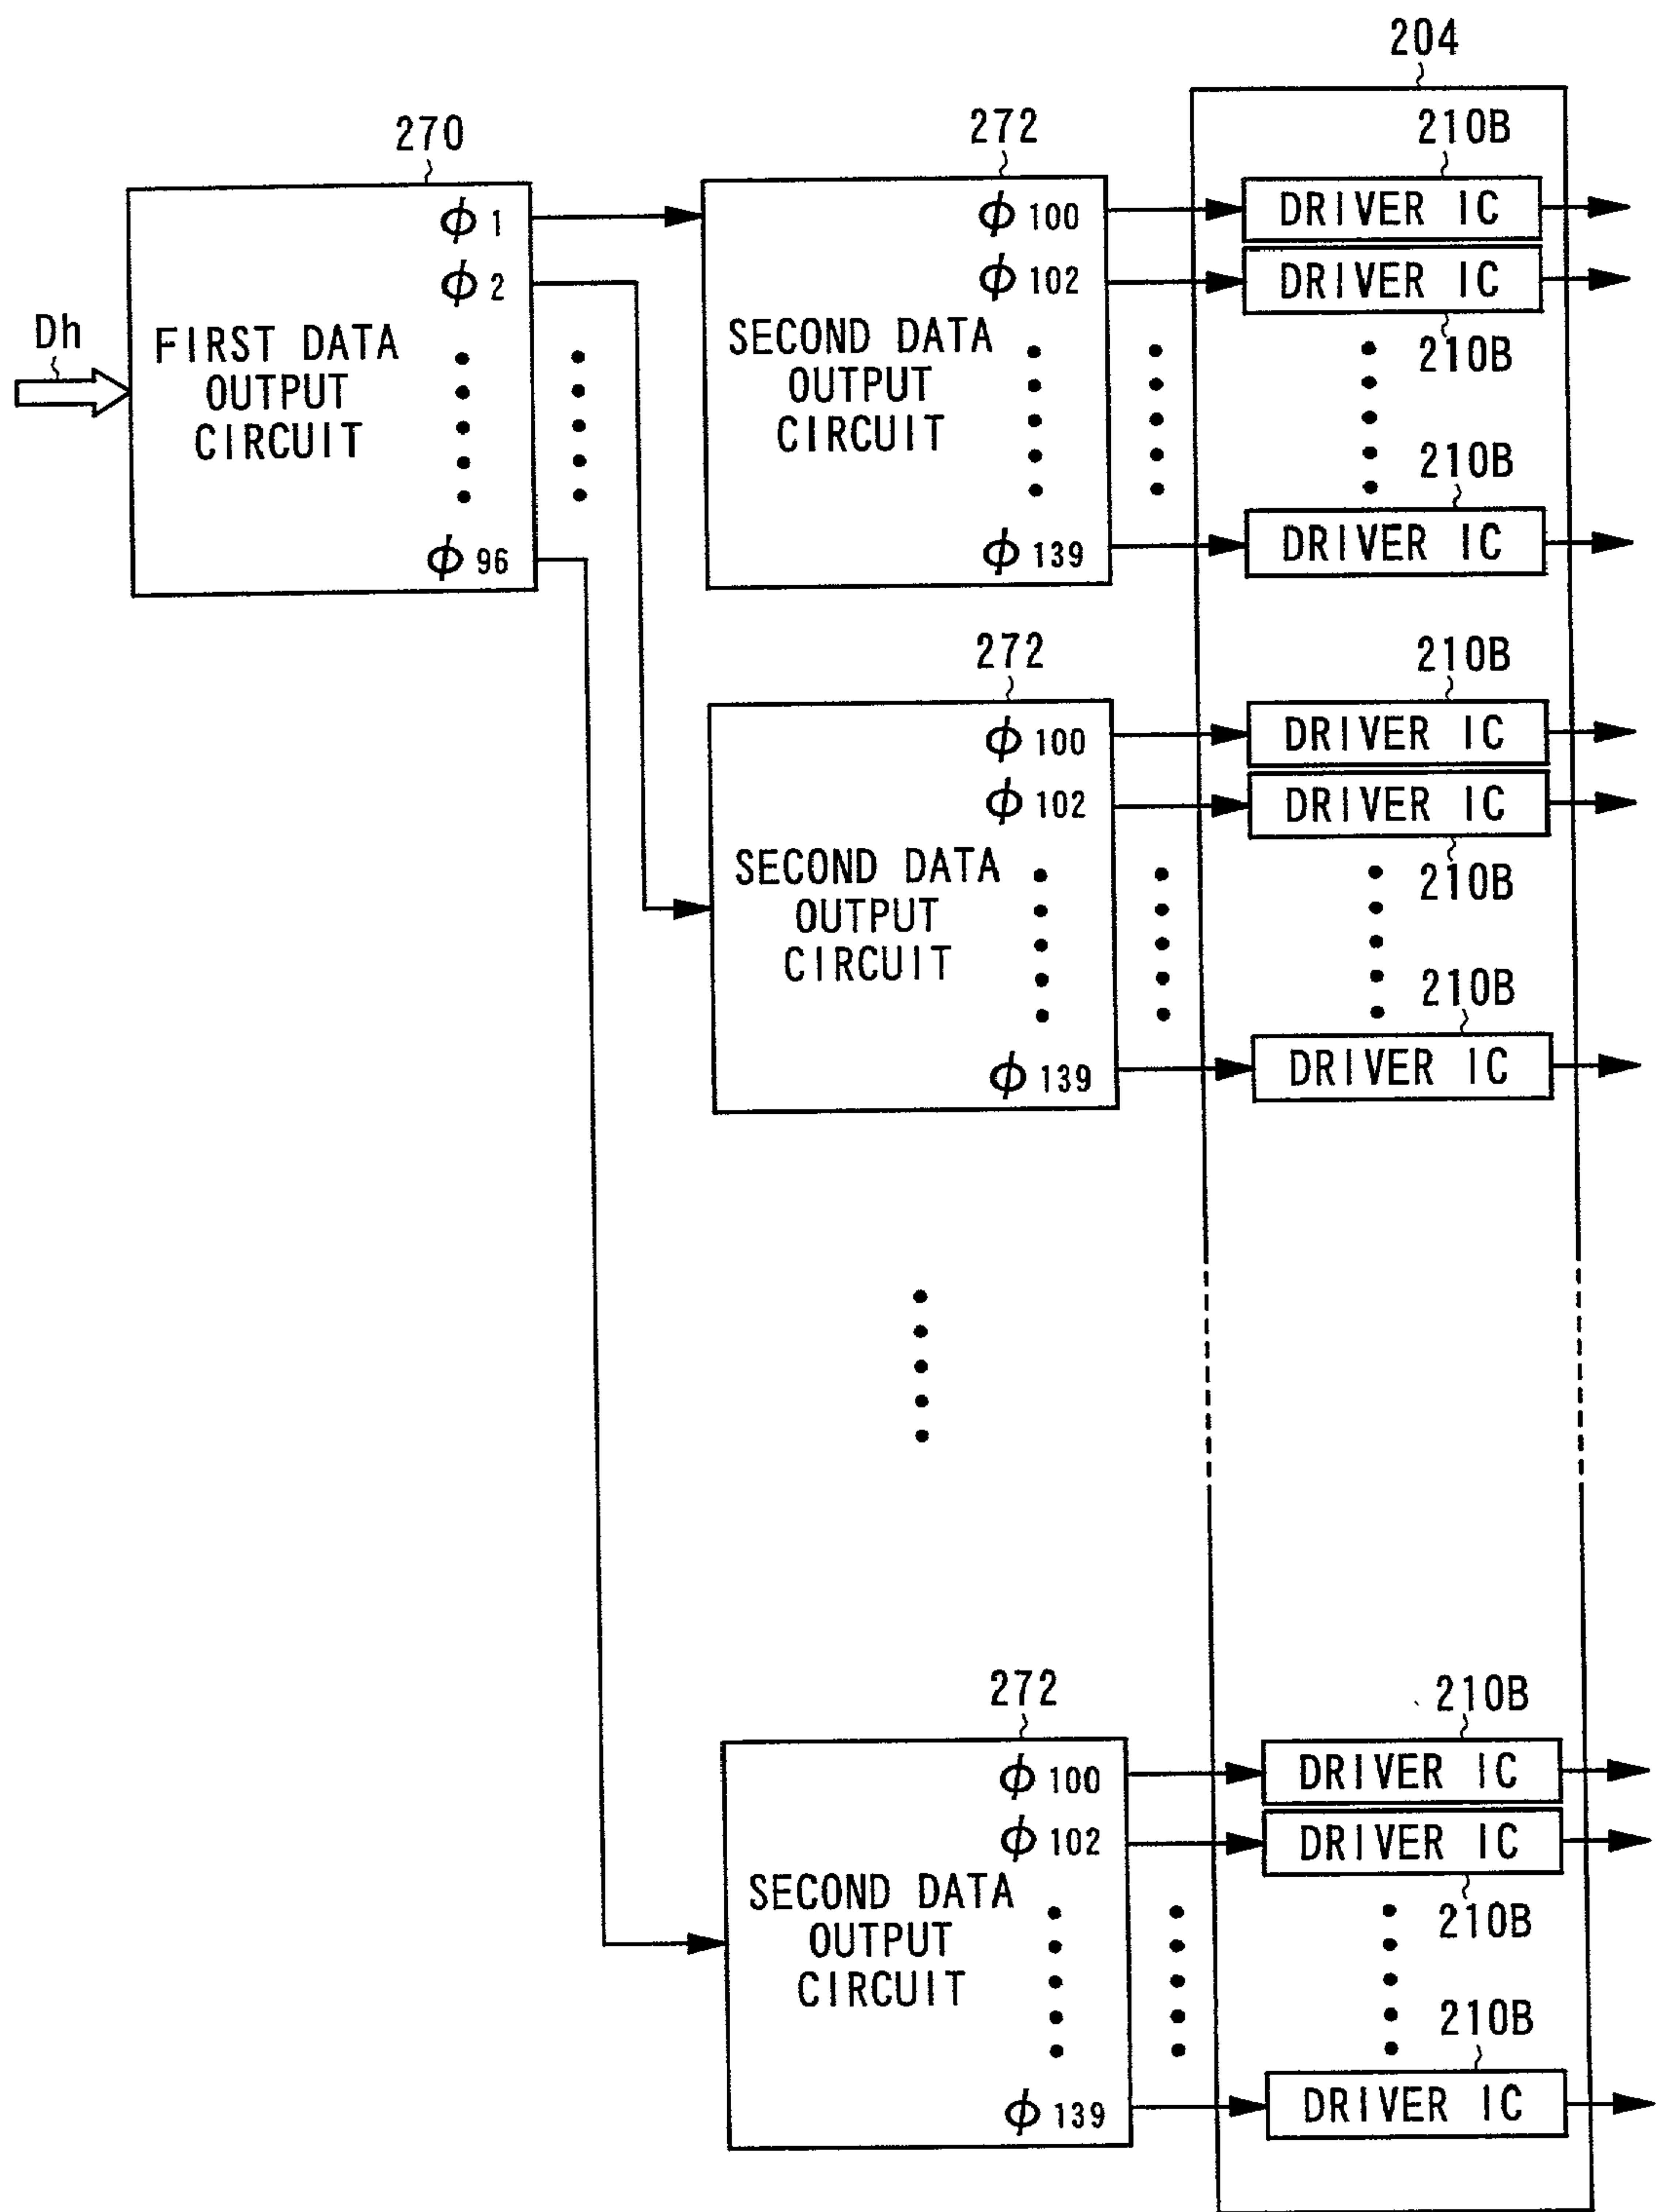 204
270
272
210B
ϕ 1
ϕ 100
DRIVER IC
ϕ 2
ϕ 102
DRIVER IC
Dh
FIRST DATA
OUTPUT
CIRCUIT
SECOND DATA
OUTPUT
CIRCUIT
210B
210B
ϕ 96
ϕ 139
DRIVER IC
272
210B
ϕ 100
DRIVER IC
ϕ 102
DRIVER IC
SECOND DATA
OUTPUT
CIRCUIT
210B
210B
ϕ 139
DRIVER IC
272
210B
ϕ 100
DRIVER IC
ϕ 102
DRIVER IC
SECOND DATA
OUTPUT
CIRCUIT
210B
210B
ϕ 139
DRIVER IC